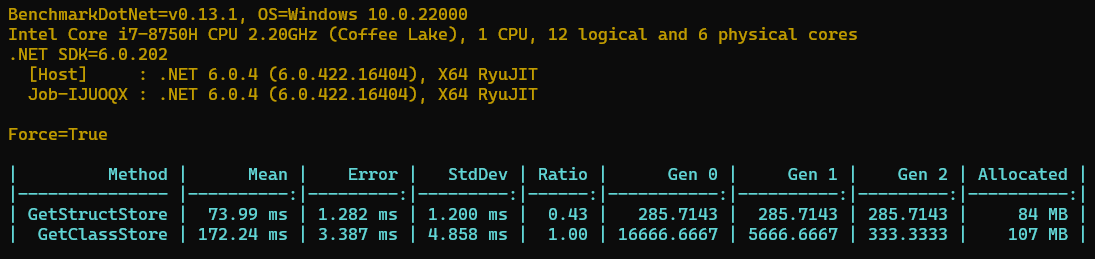 BenchmarkDotNet=v0.13.1, OS=Windows 10.0.22000
Intel Core i7-8750H CPU 2.20GHz (Coffee Lake), 1 CPU, 12 logical and 6 physical cores
.NET SDK=6.0.202
  [Host]     : .NET 6.0.4 (6.0.422.16404), X64 RyuJIT
  Job-IJUOQX : .NET 6.0.4 (6.0.422.16404), X64 RyuJIT

Force=True

|         Method |      Mean |    Error |   StdDev | Ratio |      Gen 0 |     Gen 1 |    Gen 2 | Allocated |
|--------------- |----------:|---------:|---------:|------:|-----------:|----------:|---------:|----------:|
| GetStructStore |  73.99 ms | 1.282 ms | 1.200 ms |  0.43 |   285.7143 |  285.7143 | 285.7143 |     84 MB |
|  GetClassStore | 172.24 ms | 3.387 ms | 4.858 ms |  1.00 | 16666.6667 | 5666.6667 | 333.3333 |    107 MB |